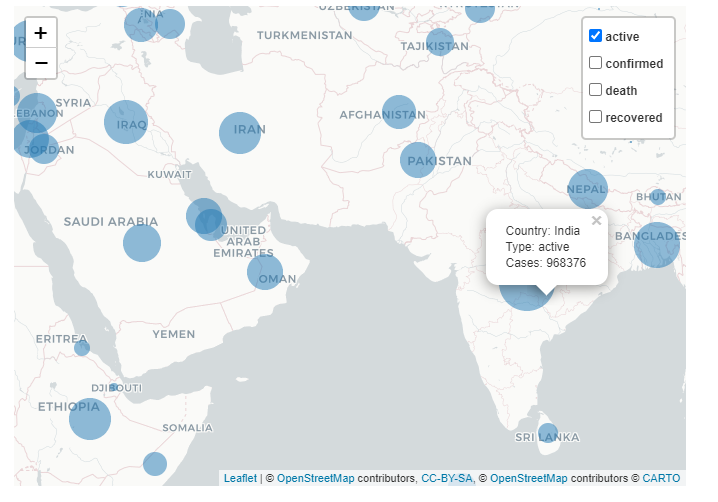 UZBEKISTAN
TURKMENISTAN
TAJIKISTAN
+
−
active
confirmed
death
recovered
SYRIA
LEBANON
IRAQ
IRAN
AFGHANISTAN
JORDAN
PAKISTAN
KUWAIT
NEPAL
BHUTAN
SAUDI ARABIA
UNITED
ARAB
EMIRATES
BANGLADES
OMAN
×
Country: India
Type: active
Cases: 968376
YEMEN
ERITREA
DJIBOUTI
ETHIOPIA
SOMALIA
SRI LANKA
Leaflet | © OpenStreetMap contributors, CC-BY-SA, © OpenStreetMap contributors © CARTO